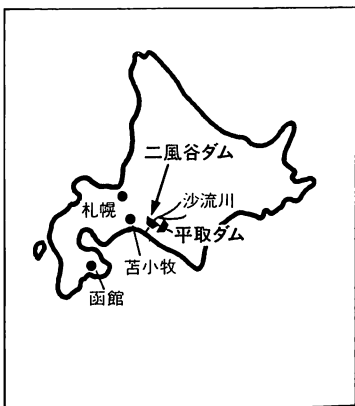 二風谷ダム
沙流川
札幌
平取ダム
苫小牧
函館